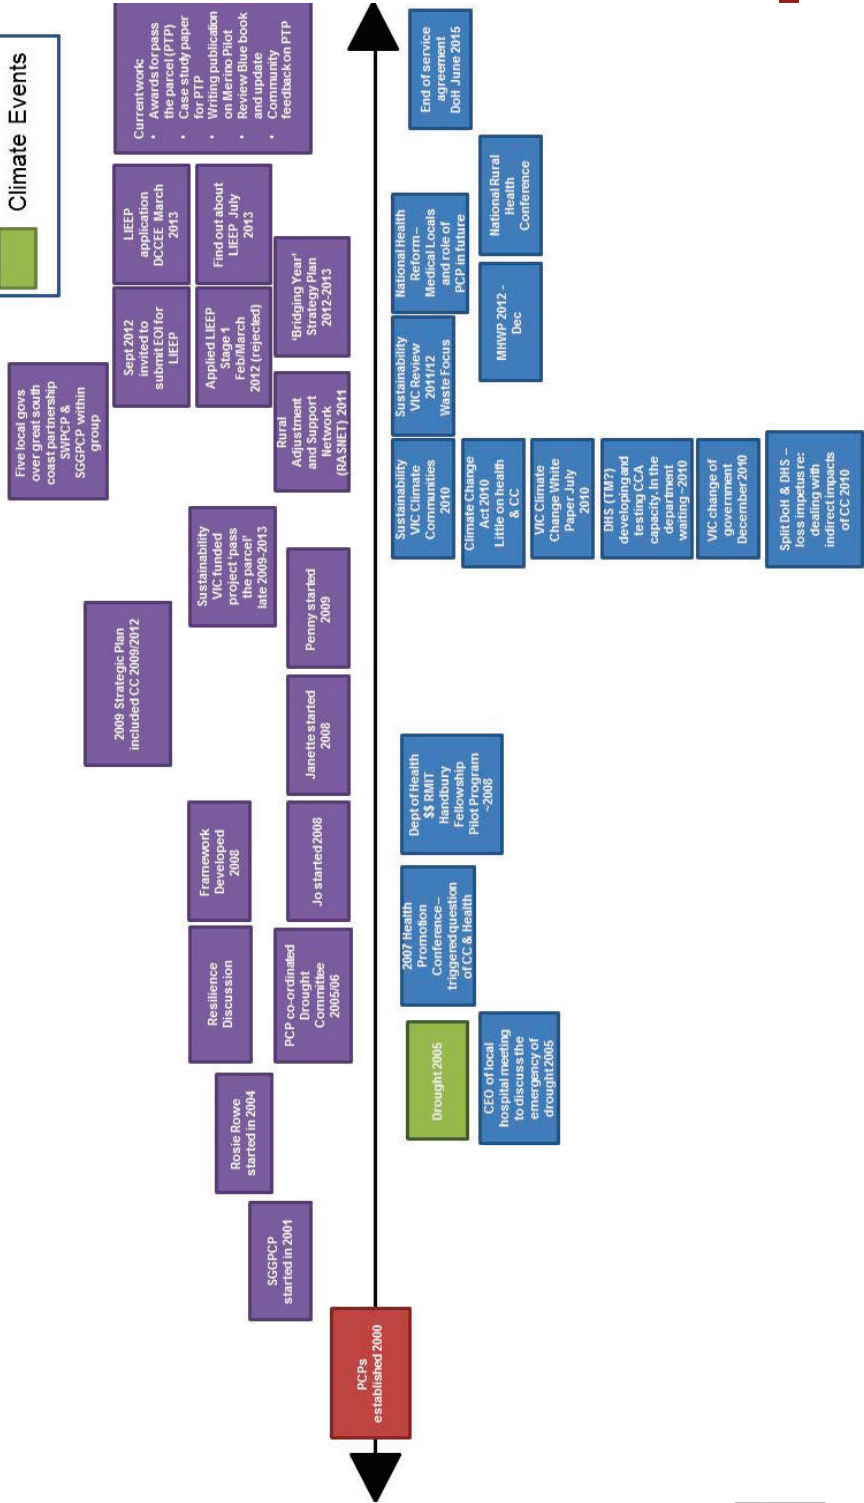 Climate Events
Five local govs
over great south
coast partnership
SWPCP &
SGGPCP within
group
Sept 2012
invited to
submit EOI for
LIEEP
LIEEP
application
DCCEE March
2013
Current work:
• Awards for pass
the parcel (PTP)
• Case study paper
for PTP
• Writing publication
on Merino Pilot
• Review Blue book
and update
• Community
feedback on PTP
2009 Strategic Plan
included CC 2009/2012
Resilience
Discussion
Framework
Developed
2008
Sustainability
VIC funded
project ‘pass
the parcel’
late 2009-2013
Applied LIEEP
Stage 1
Feb/March
2012 (rejected)
Find out about
LIEEP July
2013
Rosie Rowe
started in 2004
SGGPCP
started in 2001
PCP co-ordinated
Drought
Committee
2005/06
Jo started 2008
Janette started
2008
Penny started
2009
Rural
Adjustment
and Support
Network
(RASNET) 2011
‘Bridging Year’
Strategy Plan
2012-2013
PCPs
established 2000
Drought 2005
2007 Health
Promotion
Conference –
triggered question
of CC & Health
Dept of Health
$$ RMIT
Handbury
Fellowship
Pilot Program
~2008
Sustainability
VIC Climate
Communities
2010
Sustainability
VIC Review
2011/12
Waste Focus
National Health
Reform –
Medical Locals
and role of
PCP in future
End of service
agreement
DoH June 2015
CEO of local
hospital meeting
to discuss the
emergency of
drought 2005
Climate Change
Act 2010
Little on health
& CC
MHWP 2012 -
Dec
National Rural
Health
Conference
VIC Climate
Change White
Paper July
2010
DHS (TM?)
developing and
testing CCA
capacity. In the
department
waiting ~2010
VIC change of
government
December 2010
Split DoH & DHS –
loss impetus re:
dealing with
indirect impacts
of CC 2010